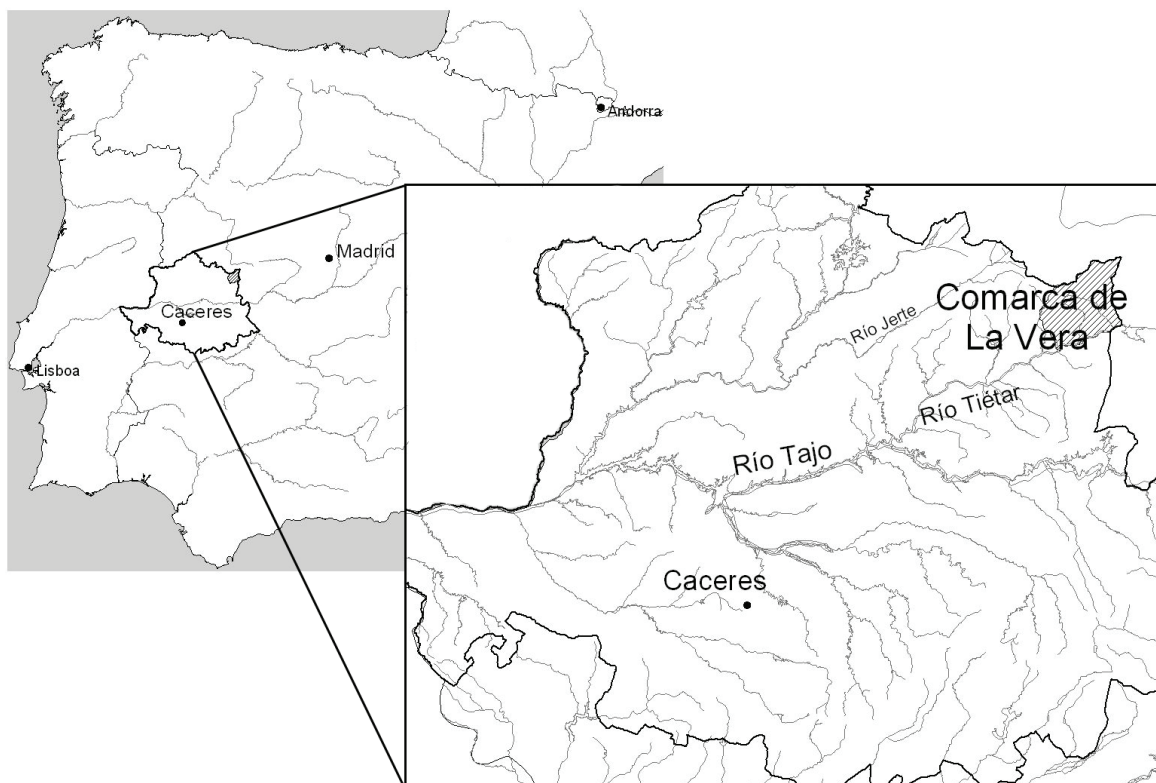 Andorra
Madrid
Caceres
Lisboa
Comarca de
La Vera
Río Jerte
Río Tiétar
Río Tajo
Caceres